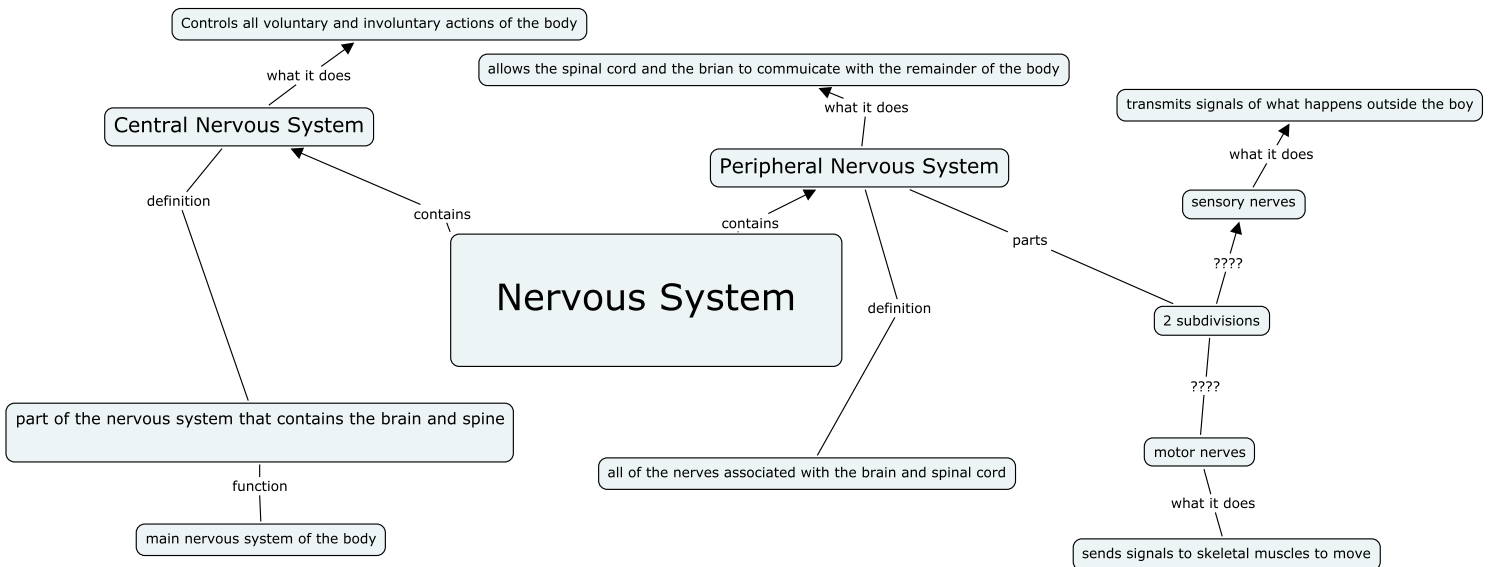 Controls all voluntary and involuntary actions of the body
what it does
Central Nervous System
definition
contains
part of the nervous system that contains the brain and spine
function
main nervous system of the body
Nervous System
allows the spinal cord and the brian to commuicate with the remainder of the body
what it does
Peripheral Nervous System
contains
definition
all of the nerves associated with the brain and spinal cord
parts
transmits signals of what happens outside the boy
what it does
sensory nerves
????
2 subdivisions
????
motor nerves
what it does
sends signals to skeletal muscles to move